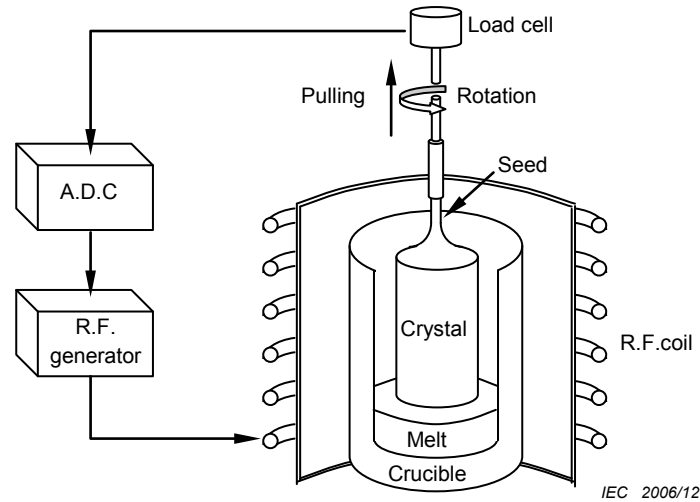 Load cell
Pulling
Rotation
Seed
A.D.C
R.F.
generator
Crystal
R.F.coil
Melt
Crucible
IEC 2006/12